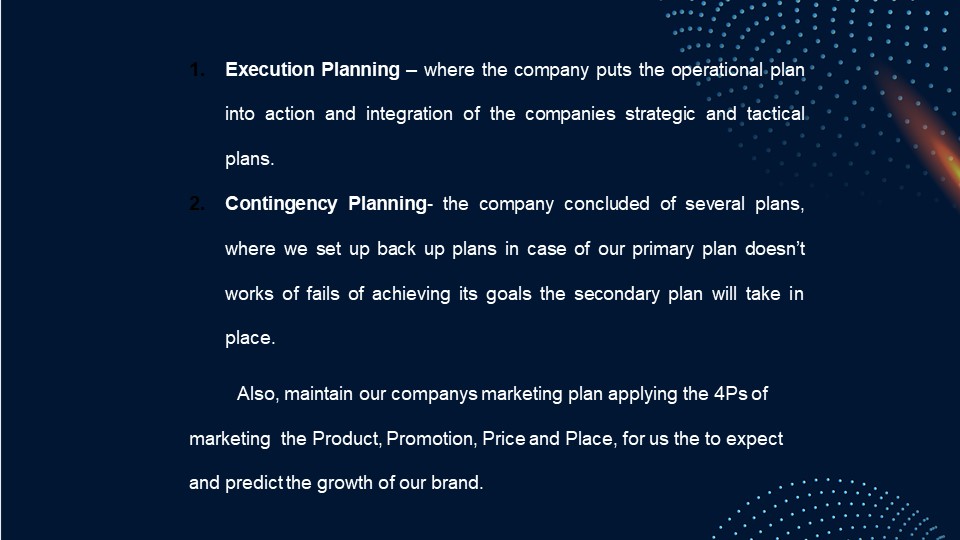 1. Execution Planning – where the company puts the operational plan
into action and integration of the companies strategic and tactical
plans.
2. Contingency Planning- the company concluded of several plans,
where we set up back up plans in case of our primary plan doesn’t
works of fails of achieving its goals the secondary plan will take in
place.
Also, maintain our companys marketing plan applying the 4Ps of
marketing the Product, Promotion, Price and Place, for us the to expect
and predict the growth of our brand.